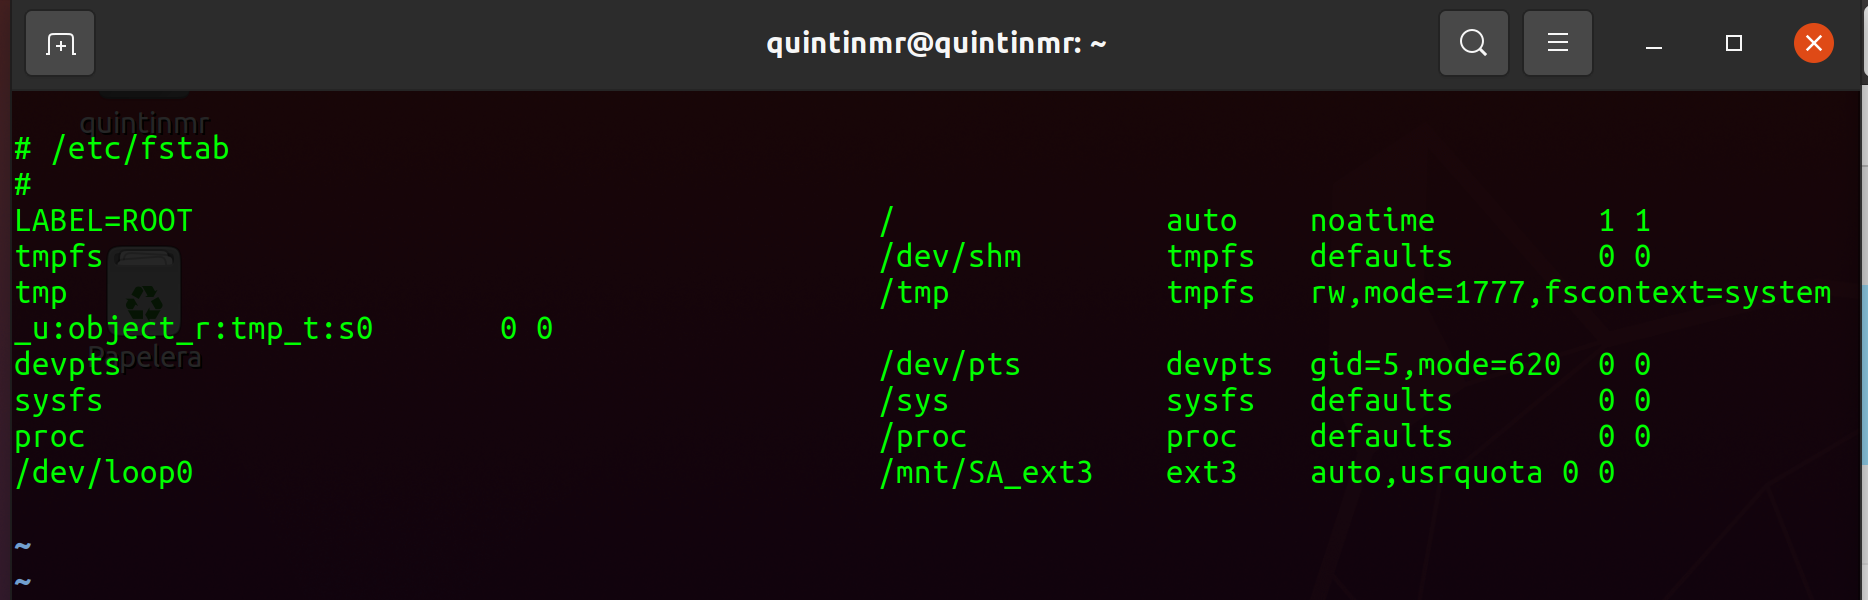 quintinmr@quintinmr: ~
quintinmr
# /etc/fstab
#
LABEL=ROOT / auto noatime 1 1
tmpfs /dev/shm tmpfs defaults 0 0
tmp /tmp tmpfs rw,mode=1777,fscontext=system
_u:object_r:tmp_t:s0 0 0
Papelera
devpts /dev/pts devpts gid=5,mode=620 0 0
sysfs /sys sysfs defaults 0 0
proc /proc proc defaults 0 0
/dev/loop0 /mnt/SA_ext3 ext3 auto,usrquota 0 0
~
~